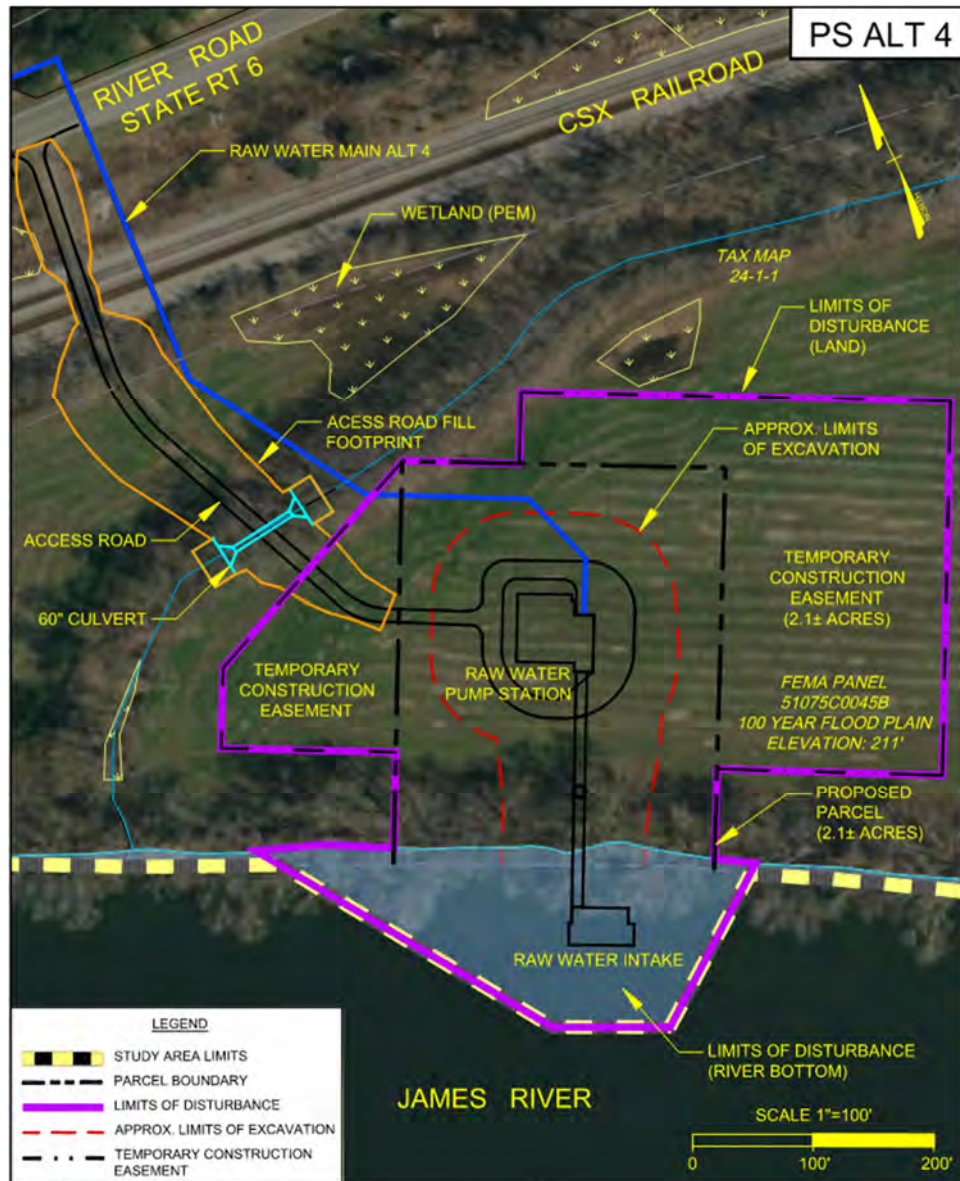 PS ALT 4
RIVER ROAD
STATE RT 6
CSX RAILROAD
RAW WATER MAIN ALT 4
WETLAND (PEM)
NORTH
TAX MAP
24-1-1
LIMITS OF
DISTURBANCE
(LAND)
ACESS ROAD FILL
FOOTPRINT
APPROX. LIMITS
OF EXCAVATION
ACCESS ROAD
60" CULVERT
TEMPORARY
CONSTRUCTION
EASEMENT
(2.1± ACRES)
TEMPORARY
CONSTRUCTION
EASEMENT
RAW WATER
PUMP STATION
FEMA PANEL
51075C0045B
100 YEAR FLOOD PLAIN
ELEVATION: 211'
PROPOSED
PARCEL
(2.1± ACRES)
RAW WATER INTAKE
LIMITS OF DISTURBANCE
(RIVER BOTTOM)
JAMES RIVER
LEGEND
STUDY AREA LIMITS
PARCEL BOUNDARY
LIMITS OF DISTURBANCE
APPROX. LIMITS OF EXCAVATION
TEMPORARY CONSTRUCTION
EASEMENT
SCALE 1"=100'
0 100' 200'